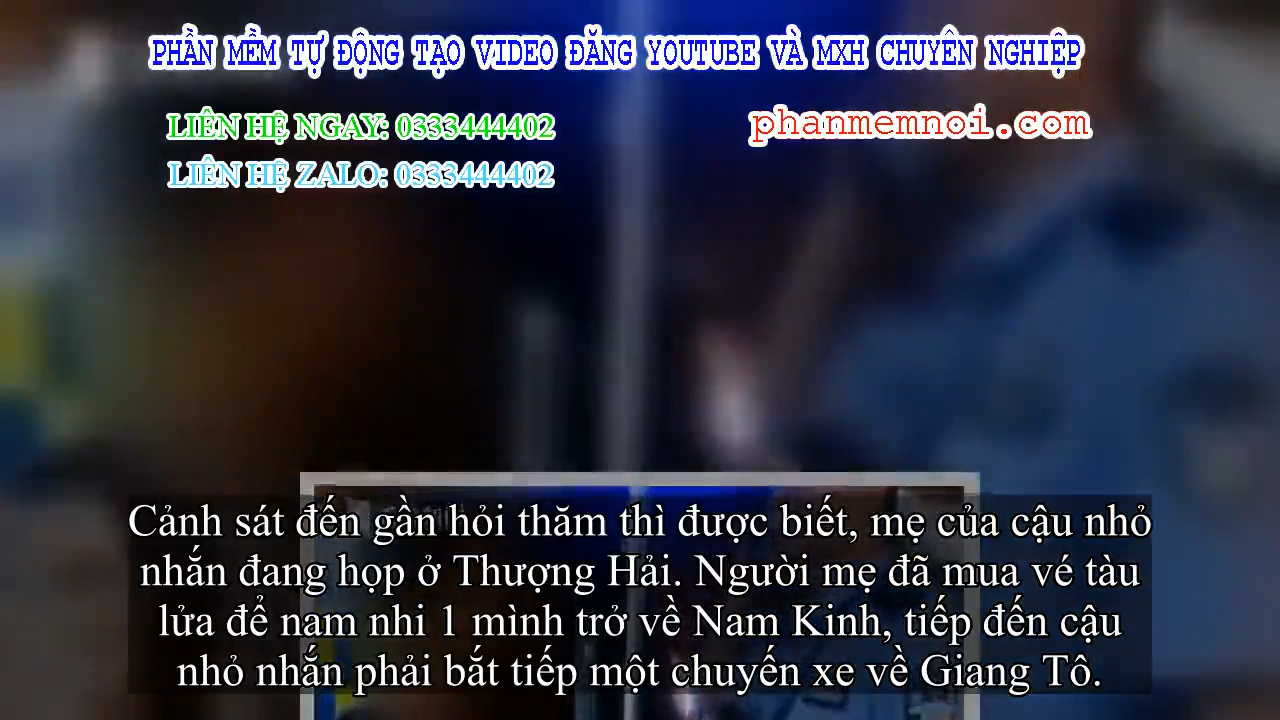 PHẦN MỀM TỰ ĐỘNG TẠO VIDEO ĐĂNG YOUTUBE VÀ MXH CHUYÊN NGHIỆP
LIÊN HỆ NGAY: 0333444402
phanmemnoi.com
LIÊN HỆ ZALO: 0333444402
Cảnh sát đến gần hỏi thăm thì được biết, mẹ của cậu nhỏ
nhắn đang họp ở Thượng Hải. Người mẹ đã mua vé tàu
lửa để nam nhi 1 mình trở về Nam Kinh, tiếp đến cậu
nhỏ nhắn phải bắt tiếp một chuyến xe về Giang Tô.